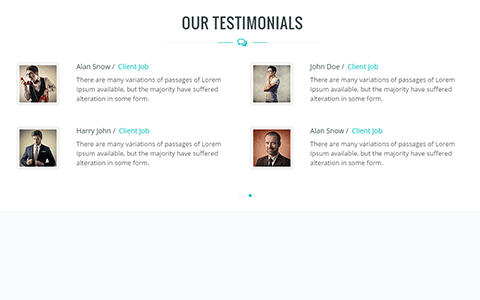 OUR TESTIMONIALS
Alan Snow / Client Job
There are many variations of passages of Lorem
Lpsum available, but the majority have suffered
alteration in some form.
John Doe / Client Job
There are many variations of passages of Lorem
Lpsum available, but the majority have suffered
alteration in some form.
Harry John / Client Job
There are many variations of passages of Lorem
Lpsum available, but the majority have suffered
alteration in some form.
Alan Snow / Client Job
There are many variations of passages of Lorem
Lpsum available, but the majority have suffered
alteration in some form.